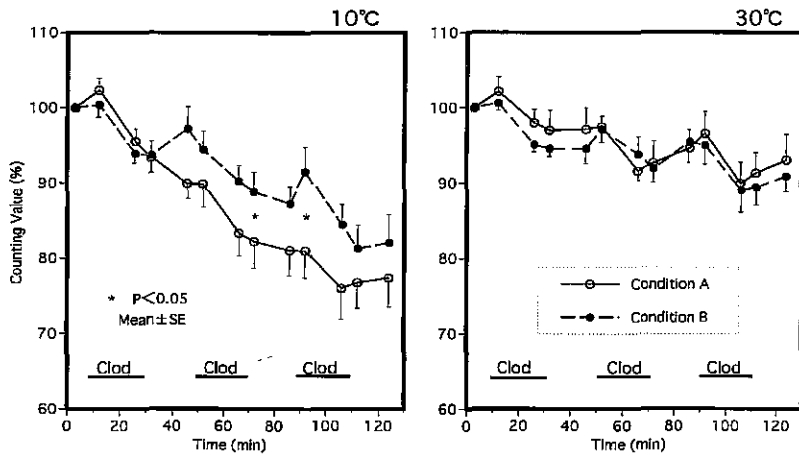 10℃
110
100
90
80
70
60
Counting Value (%)
* P<0.05
Mean±SE
Clod
Clod
Clod
0
20
40
60
80
100
120
Time (min)
*
*
30℃
110
100
90
80
70
60
Condition A
Condition B
Clod
Clod
Clod
0
20
40
60
80
100
120
Time (min)